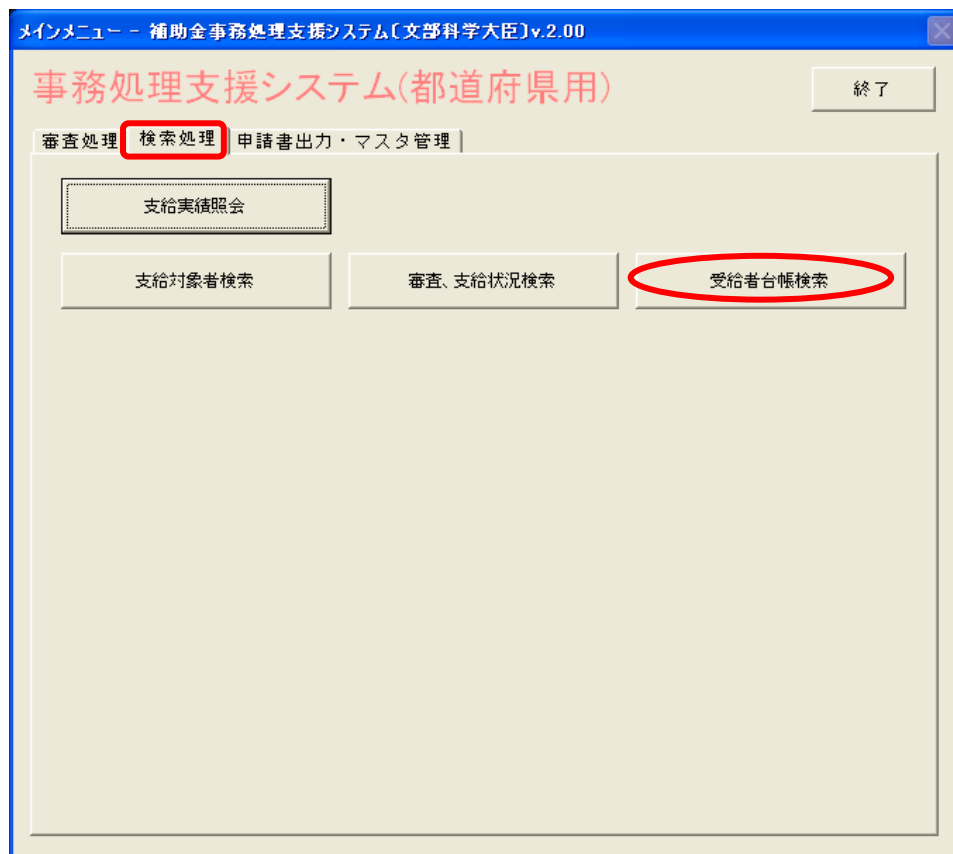 メインメニュー - 補助金事務処理支援システム〔文部科学大臣〕v.2.00
事務処理支援システム(都道府県用)
終了
審査処理 検索処理 申請書出力・マスタ管理
支給実績照会
支給対象者検索 審査、支給状況検索 受給者台帳検索